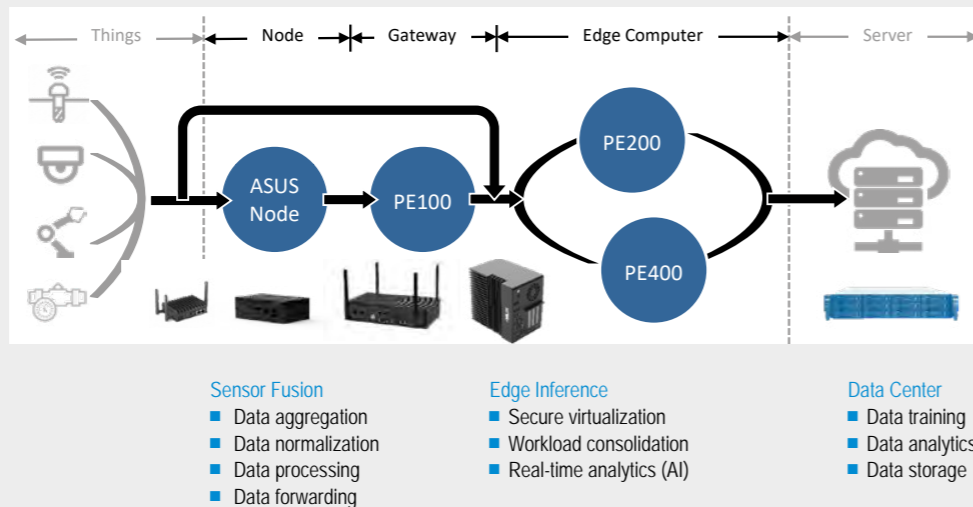 Things
Node
Gateway
Edge Computer
Server
ASUS
Node
PE100
PE200
PE400
Sensor Fusion
Data aggregation
Data normalization
Data processing
Data forwarding
Edge Inference
Secure virtualization
Workload consolidation
Real-time analytics (AI)
Data Center
Data training
Data analytics
Data storage